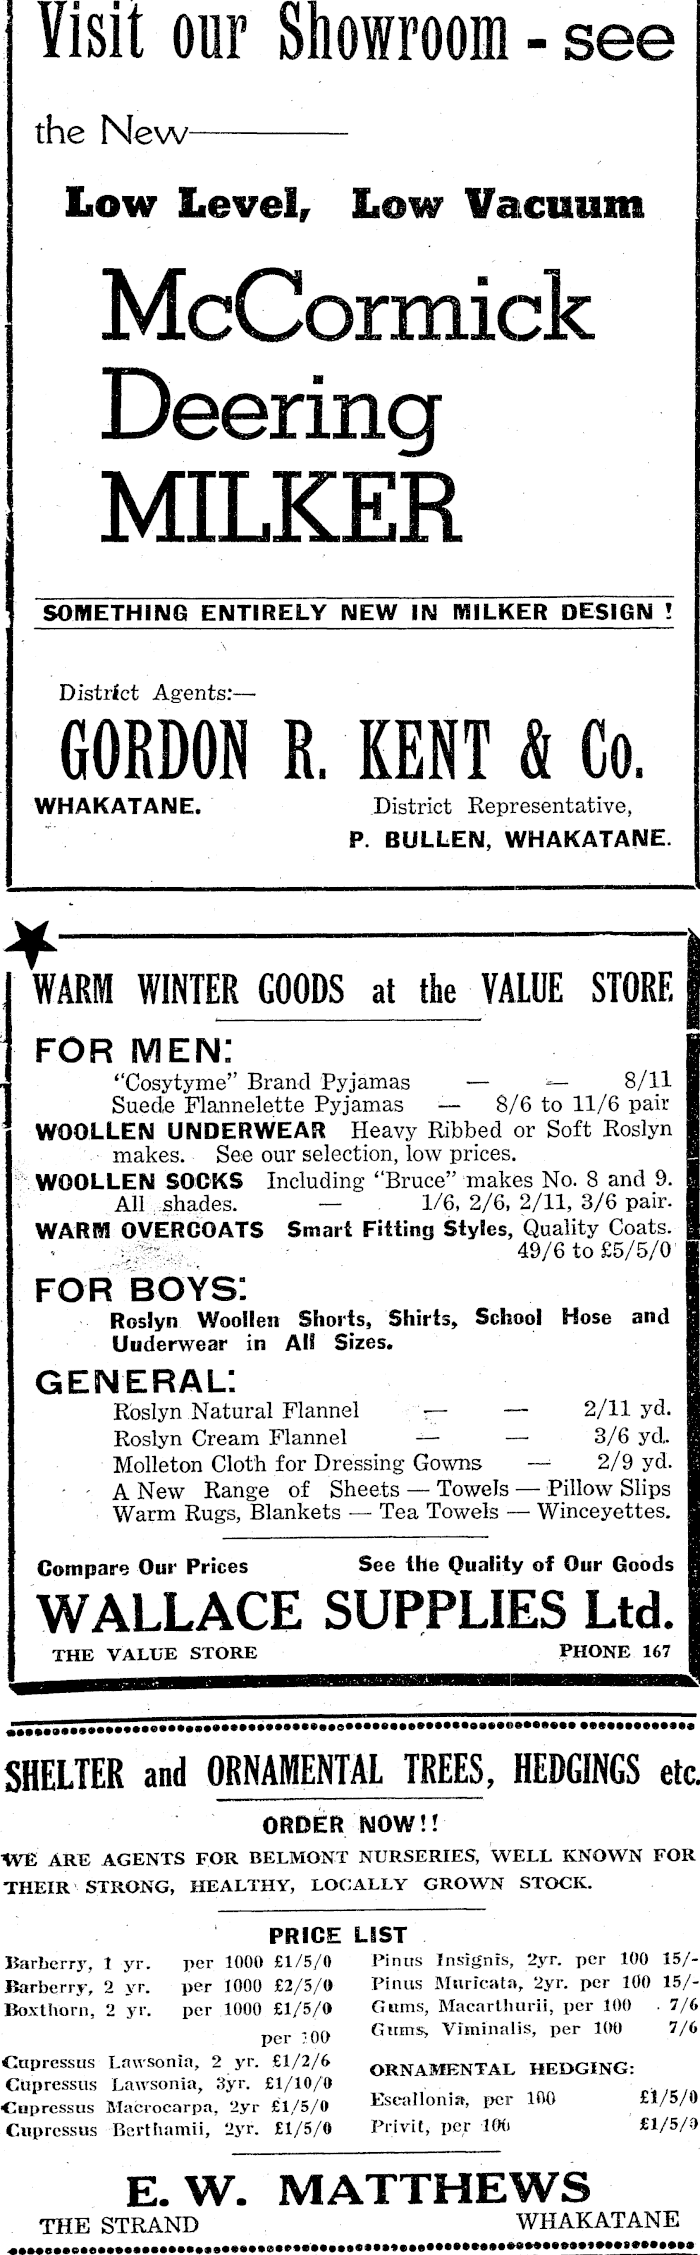 Visit our Showroom - see
the New——
Low Level, Low Vacuum
McCormick
Deering
MILKER
SOMETHING ENTIRELY NEW IN MILKER DESIGN !
District Agents:—
GORDON R. KENT & Co.
WHAKATANE. District Representative,
P. BULLEN, WHAKATANE.
WARM WINTER GOODS at the VALUE STORE
FOR MEN:
"Cosytyme" Brand Pyjamas — — 8/11
Suede Flannelette Pyjamas — 8/6 to 11/6 pair
WOOLLEN UNDERWEAR Heavy Ribbed or Soft Roslyn
makes. See our selection, low prices.
WOOLLEN SOCKS Including "Bruce" makes No. 8 and 9.
All shades. — 1/6, 2/6, 2/11, 3/6 pair.
WARM OVERCOATS Smart Fitting Styles, Quality Coats.
49/6 to £5/5/0
FOR BOYS:
Roslyn Woollen Shorts, Shirts, School Hose and
Uuderwear in All Sizes.
GENERAL:
Roslyn Natural Flannel — — 2/11 yd.
Roslyn Cream Flannel — — 3/6 yd.
Molleton Cloth for Dressing Gowns — 2/9 yd.
A New Range of Sheets — Towels — Pillow Slips
Warm Rugs, Blankets — Tea Towels — Winceyettes.
Compare Our Prices See the Quality of Our Goods
WALLACE SUPPLIES Ltd.
THE VALUE STORE PHONE 167
SHELTER and ORNAMENTAL TREES, HEDGINGS etc.
ORDER NOW!!
WE ARE AGENTS FOR BELMONT NURSERIES, WELL KNOWN FOR
THEIR STRONG, HEALTHY, LOCALLY GROWN STOCK.
PRICE LIST
Barberry, 1 yr. per 1000 £1/5/0
Barberry, 2 yr. per 1000 £2/5/0
Boxthorn, 2 yr. per 1000 £1/5/0
per 100
Cupressus Lawsonia, 2 yr. £1/2/6
Cupressus Lawsonia, 3yr. £1/10/0
Cupressus Macrocarpa, 2yr £1/5/0
Cupressus Berthamii, 2yr. £1/5/0
Pinus Insignis, 2yr. per 100 15/-
Pinus Muricata, 2yr. per 100 15/-
Gums, Macarthurii, per 100 7/6
Gums, Viminalis, per 100 7/6
ORNAMENTAL HEDGING:
Escallonia, per 100 £1/5/0
Privit, per 100 £1/5/0
E. W. MATTHEWS
THE STRAND WHAKATANE